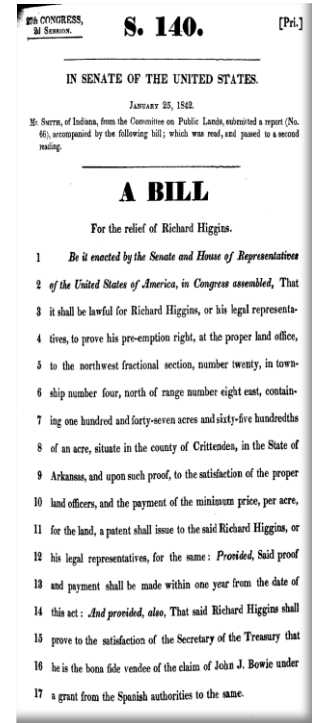 27th CONGRESS,
2d Session.
S. 140.
[Pri.]
IN SENATE OF THE UNITED STATES.
January 25, 1842.
Mr. Smith, of Indiana, from the Committee on Public Lands, submitted a report (No.
66), accompanied by the following bill; which was read, and passed to a second
reading.
A BILL
For the relief of Richard Higgins.
1 Be it enacted by the Senate and House of Representatives
2 of the United States of America, in Congress assembled, That
3 it shall be lawful for Richard Higgins, or his legal representa-
4 tives, to prove his pre-emption right, at the proper land office,
5 to the northwest fractional section, number twenty, in town-
6 ship number four, north of range number eight east, contain-
7 ing one hundred and forty-seven acres and sixty-five hundredths
8 of an acre, situate in the county of Crittenden, in the State of
9 Arkansas, and upon such proof, to the satisfaction of the proper
10 land officers, and the payment of the minimum price, per acre,
11 for the land, a patent shall issue to the said Richard Higgins, or
12 his legal representatives, for the same: Provided, Said proof
13 and payment shall be made within one year from the date of
14 this act: And provided, also, That said Richard Higgins shall
15 prove to the satisfaction of the Secretary of the Treasury that
16 he is the bona fide vendee of the claim of John J. Bowie under
17 a grant from the Spanish authorities to the same.